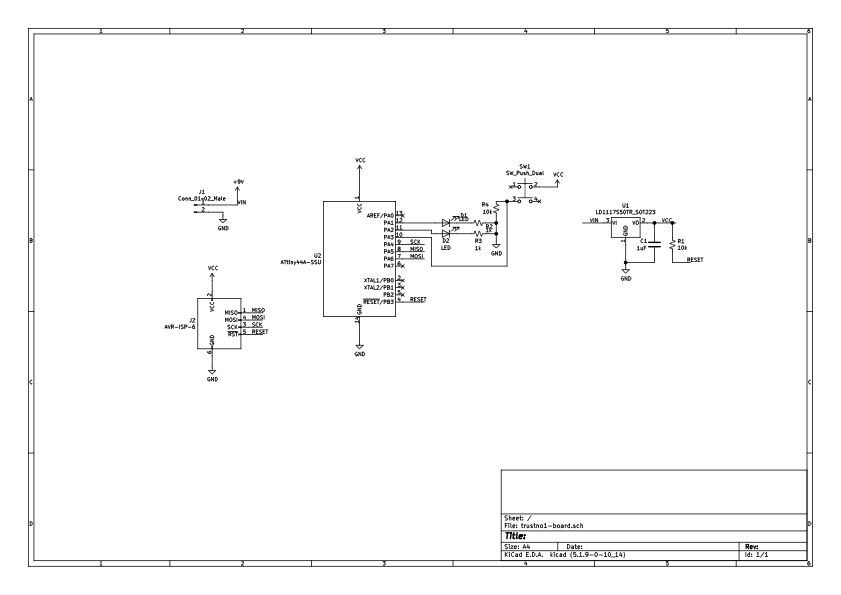 1 2 3 4 5 6
A A
VCC
SW1
SW_Push_Dual
1 2
VCC
3 4
+9V
J1
Conn_01x02_Male
1
VIN
2
GND
1
VCC
U2
ATtiny44A-SSU
AREF/PA0 13
PA1 12
PA2 11
PA3 10
PA4 9 SCK
PA5 8 MISO
PA6 7 MOSI
PA7 6
XTAL1/PB0 2
XTAL2/PB1 3
PB2 5
RESET/PB3 4 RESET
GND
14
GND
R4
10k
D1
LED
D2
LED
R3
1k
GND
U1
LD1117S50TR_SOT223
VIN 3 VI VO 2 VCC
GND
1
C1
1uF
R1
10k
RESET
GND
B B
VCC
2
VCC
J2
AVR-ISP-6
MISO 1 MISO
MOSI 4 MOSI
SCK 3 SCK
RST 5 RESET
GND
6
GND
C C
D D
Sheet: /
File: trustno1-board.sch
Title:
Size: A4 Date: Rev:
KiCad E.D.A. kicad (5.1.9-0-10_14) Id: 1/1
1 2 3 4 5 6